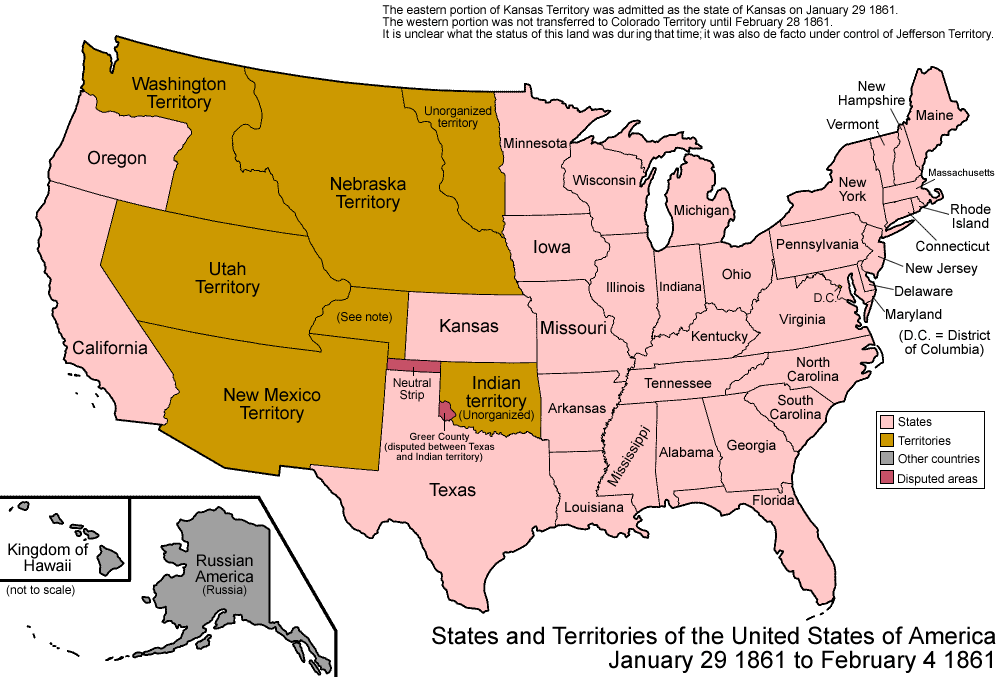 The eastern portion of Kansas Territory was admitted as the state of Kansas on January 29 1861.
The western portion was not transferred to Colorado Territory until February 28 1861.
It is unclear what the status of this land was during that time; it was also de facto under control of Jefferson Territory.
Washington
Territory
Unorganized
territory
New
Hampshire
Vermont
Maine
Minnesota
Oregon
Nebraska
Territory
Wisconsin
Michigan
New
York
Massachusetts
Rhode
Island
Connecticut
Iowa
Pennsylvania
New Jersey
Utah
Territory
Illinois
Indiana
Ohio
Delaware
Maryland
(D.C. = District
of Columbia)
D.C.
(See note)
Kansas
Missouri
Kentucky
Virginia
California
Neutral
Strip
Indian
territory
(Unorganized)
Tennessee
North
Carolina
New Mexico
Territory
Arkansas
South
Carolina
Greer County
(disputed between Texas
and Indian territory)
Mississippi
Alabama
Georgia
Texas
Louisiana
Florida
States
Territories
Other countries
Disputed areas
Kingdom of
Hawaii
(not to scale)
Russian
America
(Russia)
States and Territories of the United States of America
January 29 1861 to February 4 1861